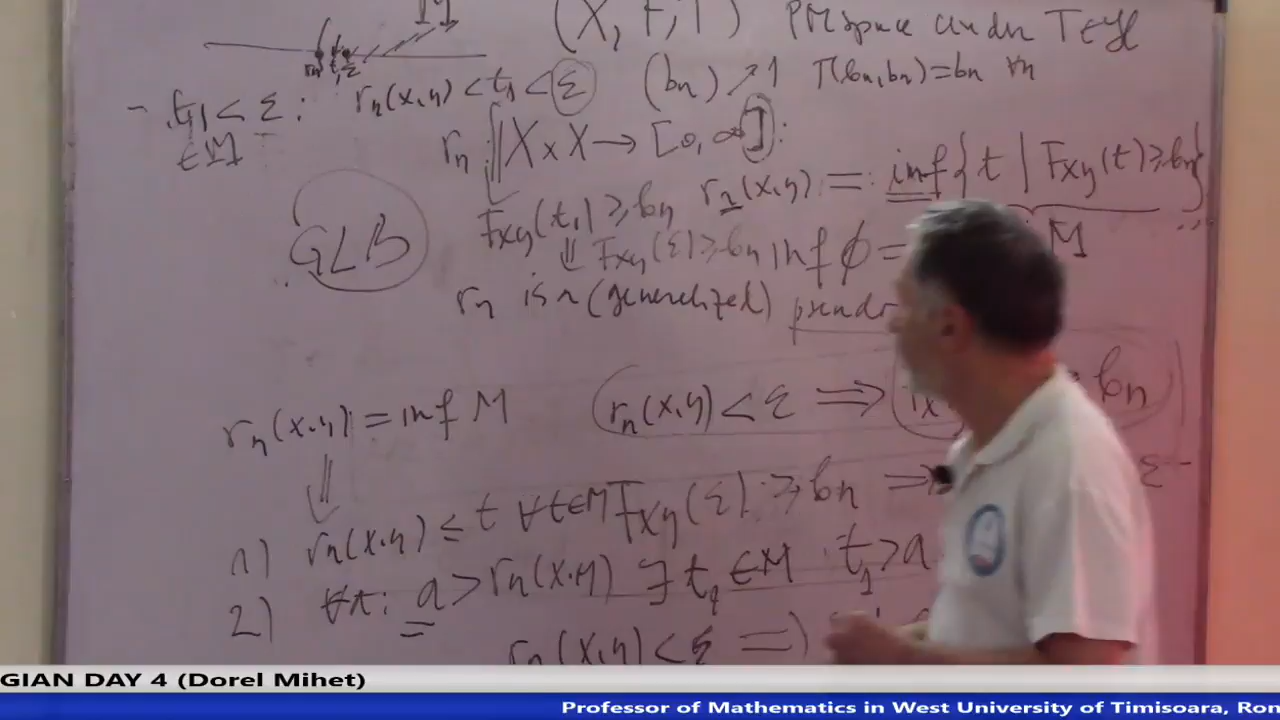 M
(X, F, T) PM space under T∈ℋ
rn t1 ε
- t1 < ε : rn(x,y) < t1 < ε (bn) ↗ 1 T(bn,bn) = bn ∀n
∈ M
rn : X × X → [0, ∞] :
Fxy(t1) ≥ bn rn(x,y) = inf{t | Fxy(t) ≥ bn}
GLB
⇓ Fxy(ε) ≥ bn inf ϕ = M
rn is a (generalized)
rn(x,y) = inf M rn(x,y) < ε ⟹ bn
⇓
1) rn(x,y) ≤ t ∀t∈M Fxy(ε) ≥ bn ⟹ ε
2) a > rn(x,y) ∃ t1 ∈ M : t1 > a
rn(x,y) < ε ⟹
GIAN DAY 4 (Dorel Mihet)
Professor of Mathematics in West University of Timisoara, Ron